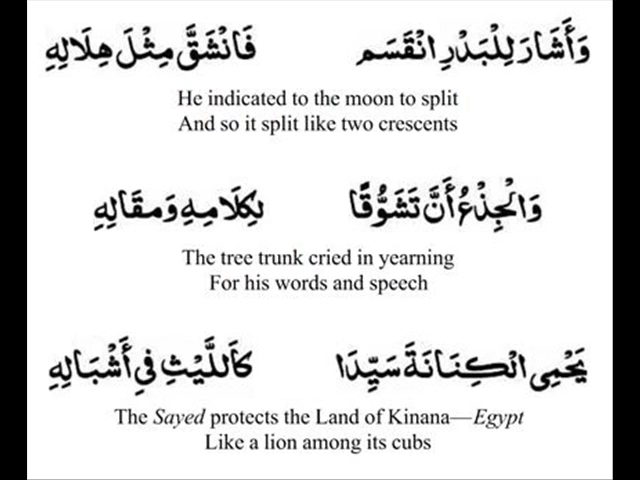 وَأَشَارَ لِلْبَدْرِ انْقَسَم فَانْشَقَّ مِثْلَ هِلَالِهِ
He indicated to the moon to split
And so it split like two crescents
وَالْجِذْعُ أَنَّ تَشَوُّقًا لِكِلَامِهِ وَمَقَالِهِ
The tree trunk cried in yearning
For his words and speech
يَحْمِى الْكِنَانَةَ سَيِّدَا كَاَللَّيْثِ فِي أَشْبَالِهِ
The Sayed protects the Land of Kinana—Egypt
Like a lion among its cubs